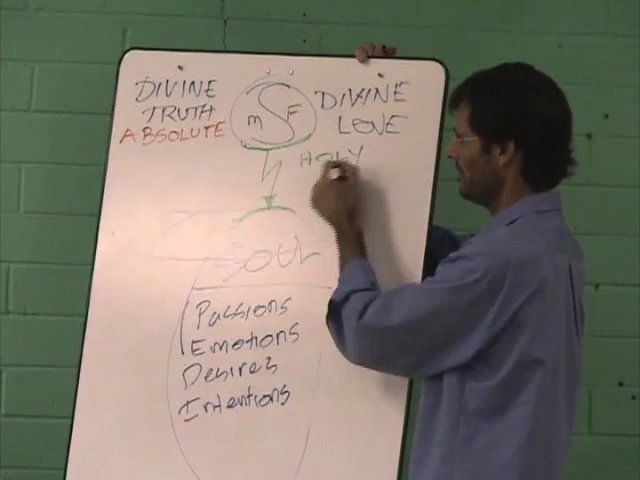 DIVINE
TRUTH
ABSOLUTE
m S F
DIVINE
LOVE
HOLY
SOUL
Passions
Emotions
Desires
Intentions